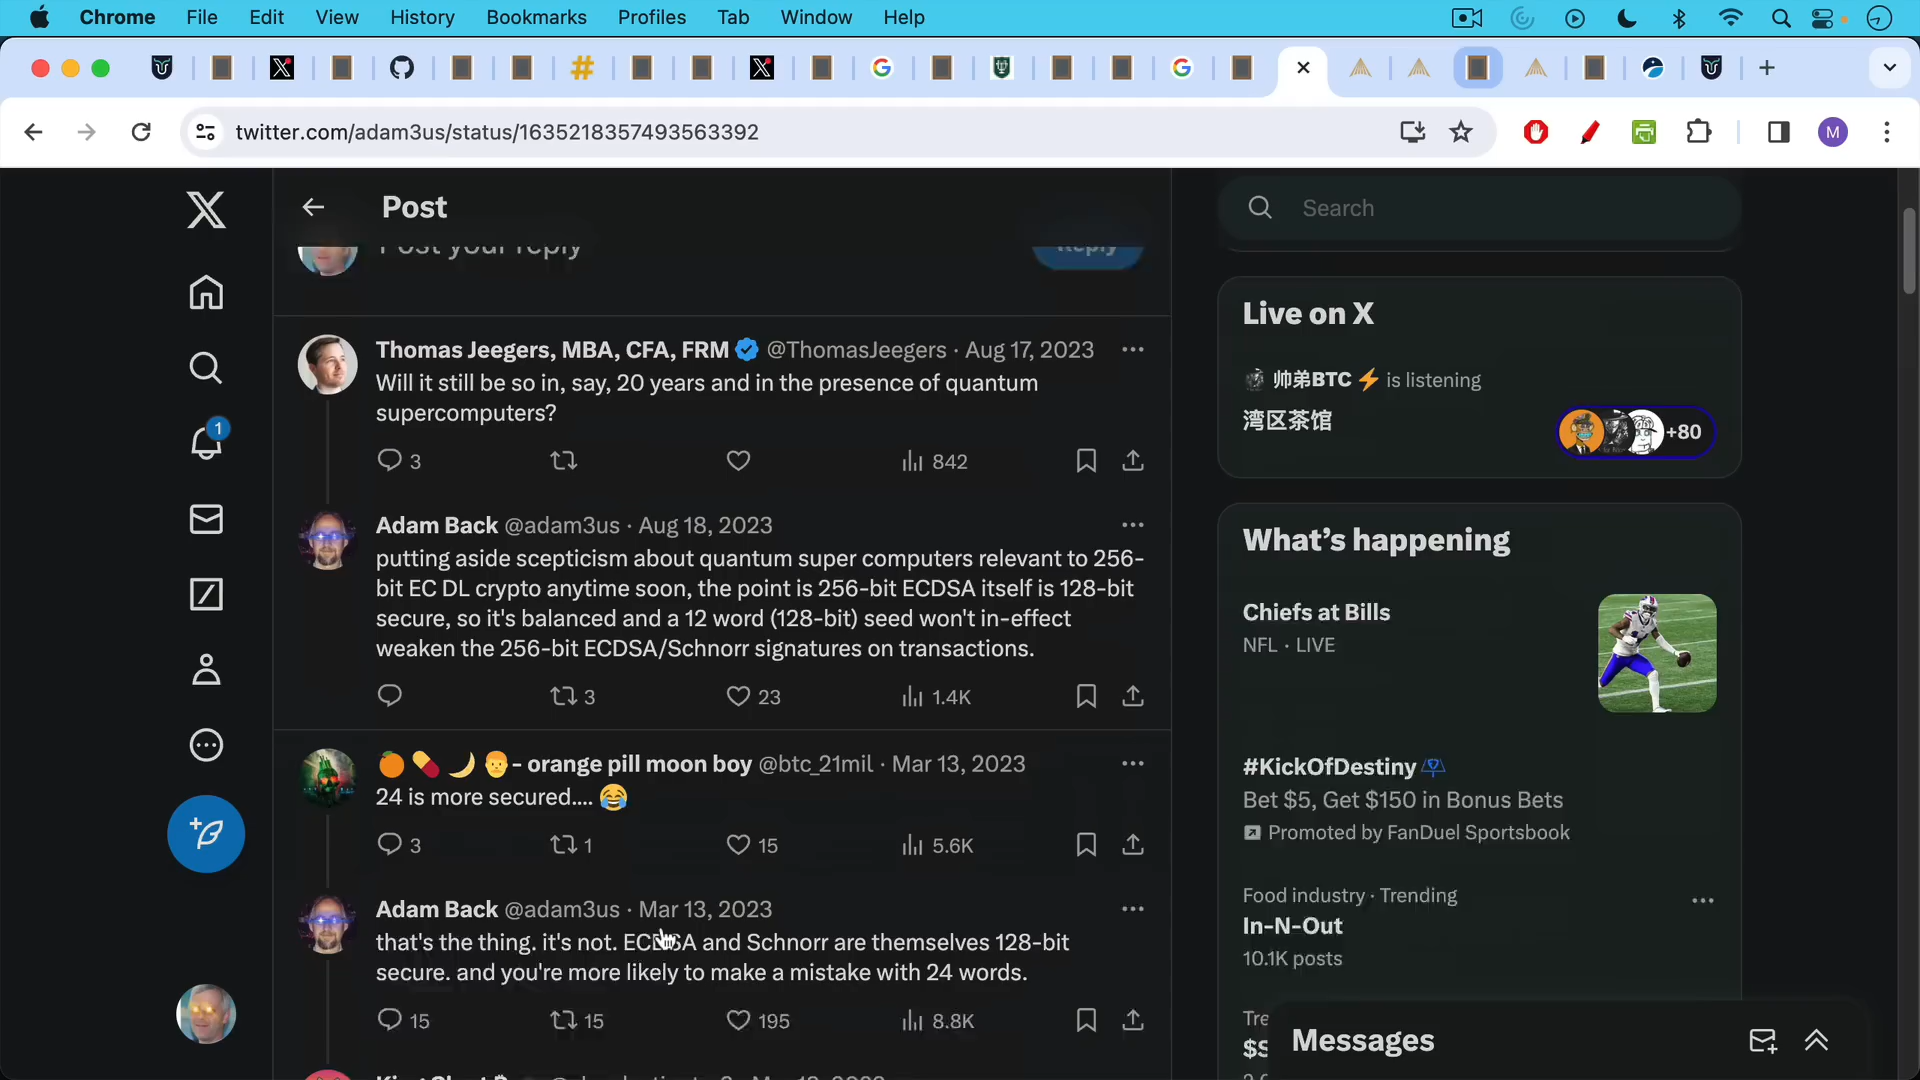 Chrome File Edit View History Bookmarks Profiles Tab Window Help
twitter.com/adam3us/status/1635218357493563392
M
Post
Search
Post your reply
Reply
Thomas Jeegers, MBA, CFA, FRM @ThomasJeegers · Aug 17, 2023
Will it still be so in, say, 20 years and in the presence of quantum
supercomputers?
3 842
Adam Back @adam3us · Aug 18, 2023
putting aside scepticism about quantum super computers relevant to 256-
bit EC DL crypto anytime soon, the point is 256-bit ECDSA itself is 128-bit
secure, so it's balanced and a 12 word (128-bit) seed won't in-effect
weaken the 256-bit ECDSA/Schnorr signatures on transactions.
3 23 1.4K
🍊 💊 🌙 👨 - orange pill moon boy @btc_21mil · Mar 13, 2023
24 is more secured.... 😂
3 1 15 5.6K
Adam Back @adam3us · Mar 13, 2023
that's the thing. it's not. ECDSA and Schnorr are themselves 128-bit
secure. and you're more likely to make a mistake with 24 words.
15 15 195 8.8K
1
Live on X
帅弟BTC ⚡ is listening
湾区茶馆
+80
What's happening
Chiefs at Bills
NFL · LIVE
#KickOfDestiny
Bet $5, Get $150 in Bonus Bets
Promoted by FanDuel Sportsbook
Food industry · Trending
In-N-Out
10.1K posts
Messages